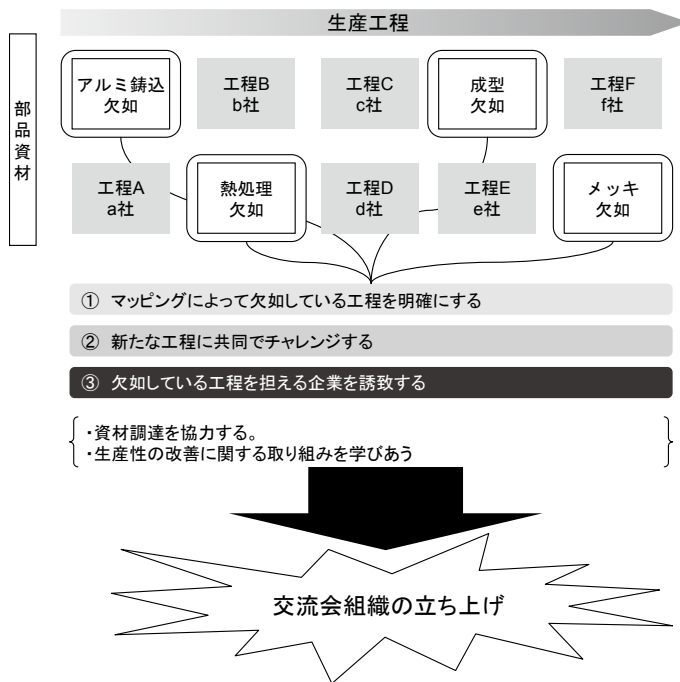 生産工程
部品資材
アルミ鋳込
欠如
工程B
b社
工程C
c社
成型
欠如
工程F
f社
工程A
a社
熱処理
欠如
工程D
d社
工程E
e社
メッキ
欠如
① マッピングによって欠如している工程を明確にする
② 新たな工程に共同でチャレンジする
③ 欠如している工程を担える企業を誘致する
・資材調達を協力する。
・生産性の改善に関する取り組みを学びあう
交流会組織の立ち上げ